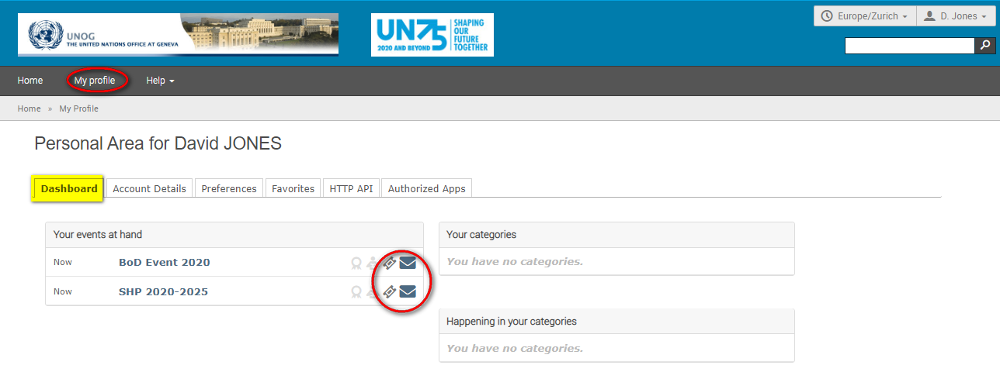 UNOG
THE UNITED NATIONS OFFICE AT GENEVA
UN75
2020 AND BEYOND
SHAPING
OUR
FUTURE
TOGETHER
Europe/Zurich
D. Jones
Home My profile Help
Home » My Profile
Personal Area for David JONES
Dashboard Account Details Preferences Favorites HTTP API Authorized Apps
Your events at hand
Now BoD Event 2020
Now SHP 2020-2025
Your categories
You have no categories.
Happening in your categories
You have no categories.